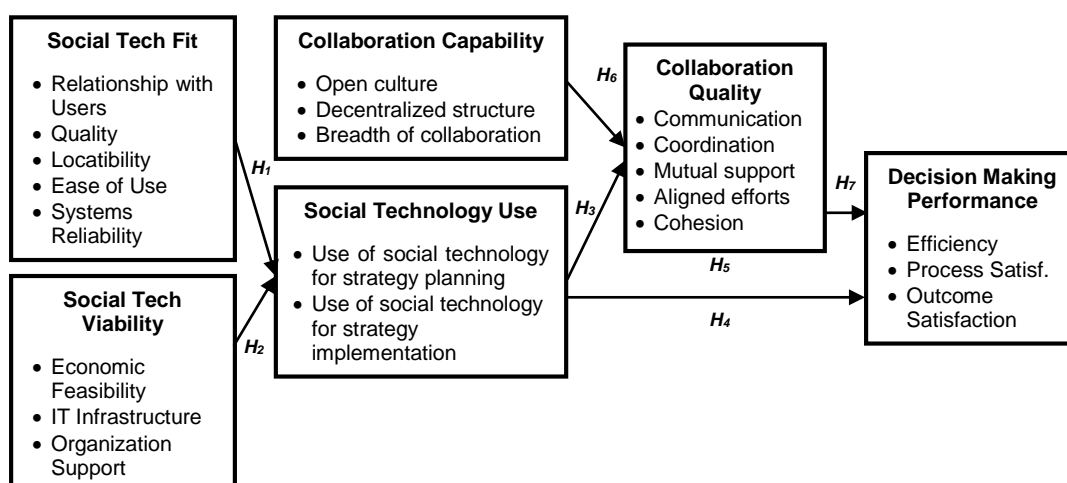 Social Tech Fit
• Relationship with
Users
• Quality
• Locatibility
• Ease of Use
• Systems
Reliability
Social Tech
Viability
• Economic
Feasibility
• IT Infrastructure
• Organization
Support
H1
H2
Collaboration Capability
• Open culture
• Decentralized structure
• Breadth of collaboration
Social Technology Use
• Use of social technology
for strategy planning
• Use of social technology
for strategy
implementation
H6
H3
Collaboration
Quality
• Communication
• Coordination
• Mutual support
• Aligned efforts
• Cohesion
H5
H4
H7
Decision Making
Performance
• Efficiency
• Process Satisf.
• Outcome
Satisfaction